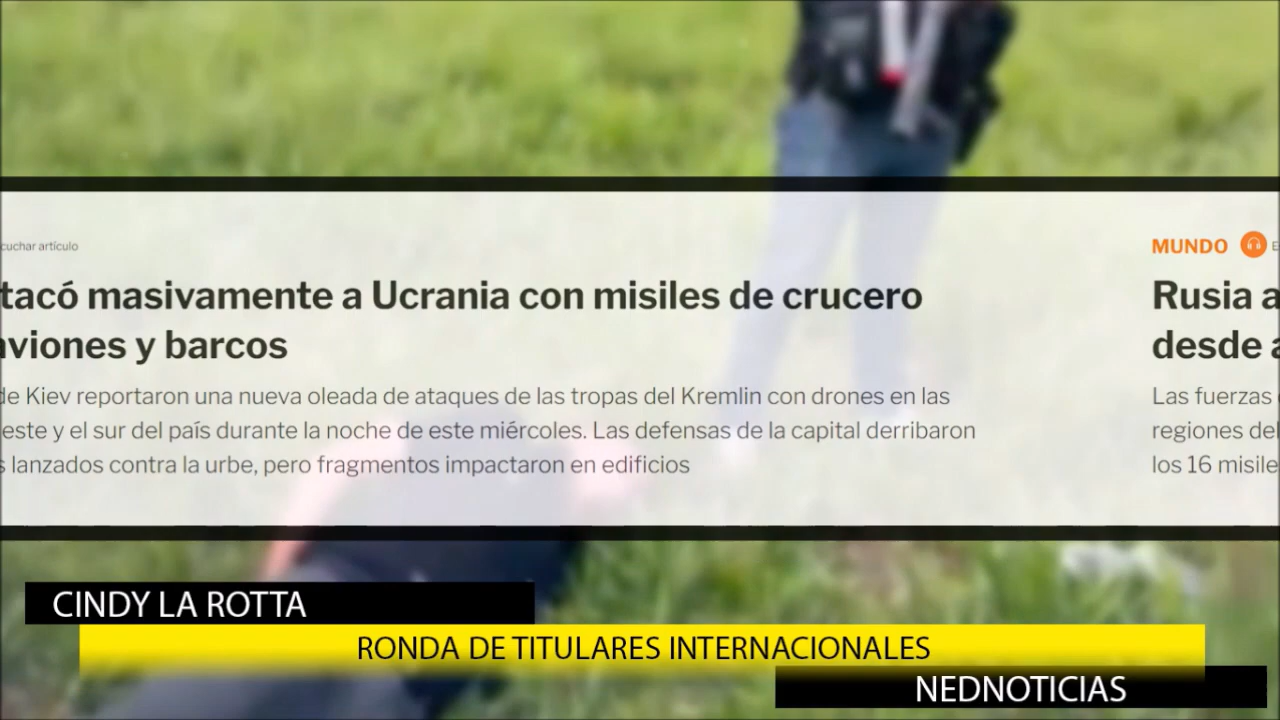 cuchar artículo
tacó masivamente a Ucrania con misiles de crucero
aviones y barcos
de Kiev reportaron una nueva oleada de ataques de las tropas del Kremlin con drones en las
este y el sur del país durante la noche de este miércoles. Las defensas de la capital derribaron
s lanzados contra la urbe, pero fragmentos impactaron en edificios
MUNDO
Rusia a
desde a
Las fuerzas
regiones del
los 16 misile
CINDY LA ROTTA
RONDA DE TITULARES INTERNACIONALES
NEDNOTICIAS